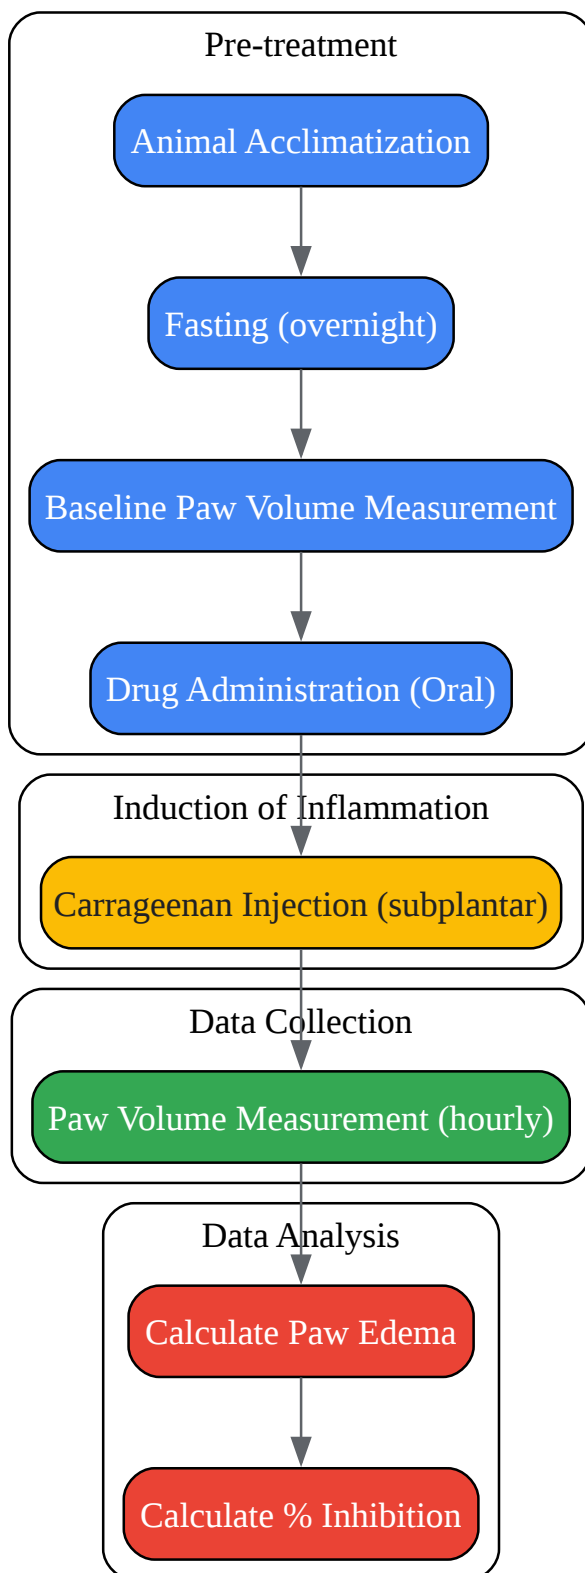 Pre-treatment
Animal Acclimatization
Fasting (overnight)
Baseline Paw Volume Measurement
Drug Administration (Oral)
Induction of Inflammation
Carrageenan Injection (subplantar)
Data Collection
Paw Volume Measurement (hourly)
Data Analysis
Calculate Paw Edema
Calculate % Inhibition